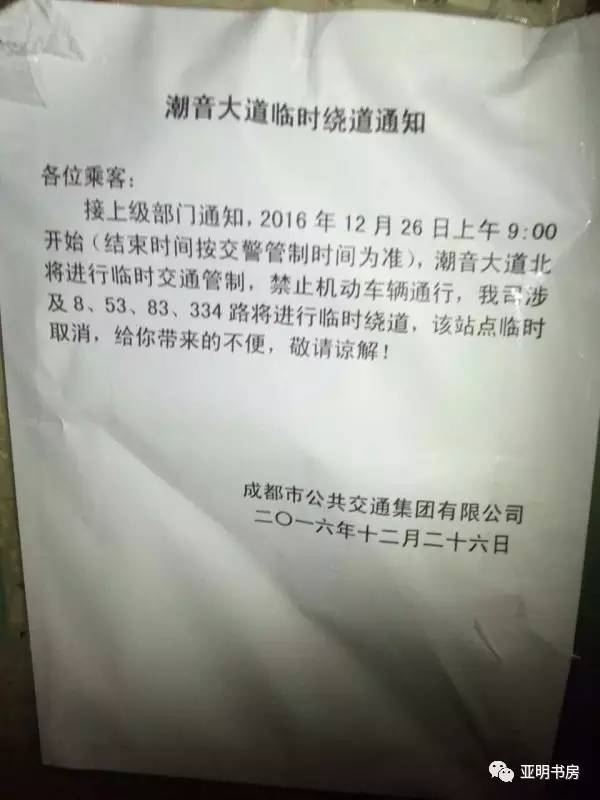 潮音大道临时绕道通知
各位乘客：
接上级部门通知，2016 年 12 月 26 日上午 9:00
开始（结束时间按交警管制时间为准），潮音大道北
将进行临时交通管制，禁止机动车辆通行，我司涉
及 8、53、83、334 路将进行临时绕道，该站点临时
取消，给你带来的不便，敬请谅解！
成都市公共交通集团有限公司
二〇一六年十二月二十六日
亚明书房